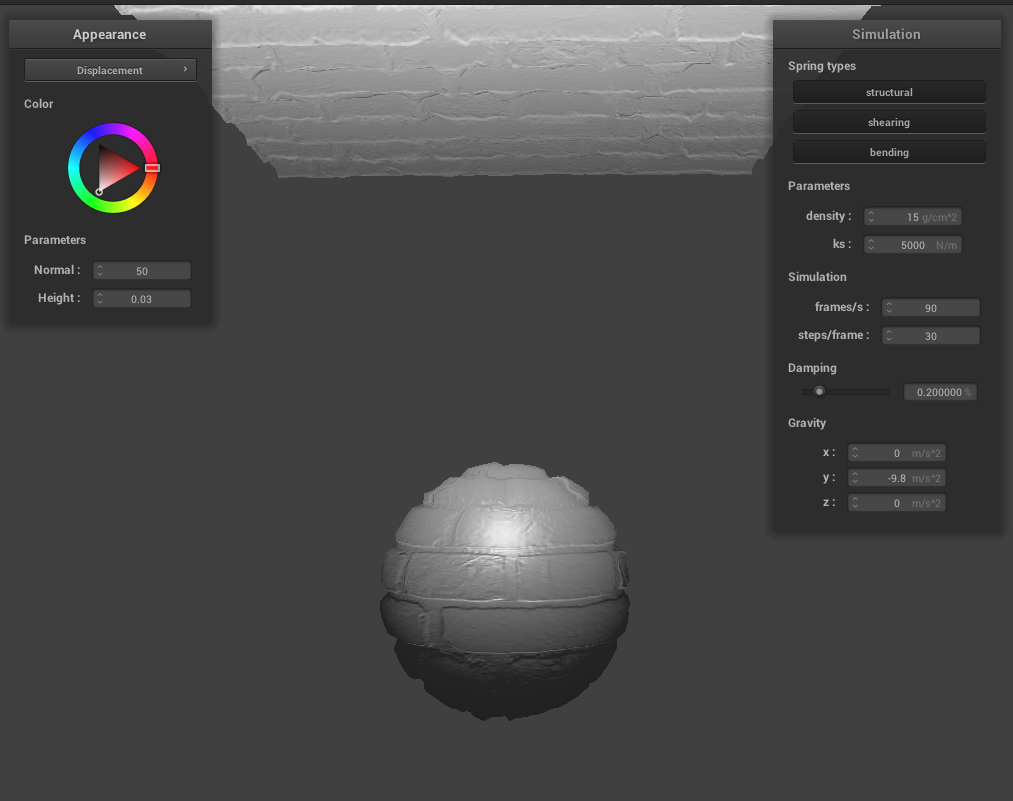 Appearance
Displacement
Color
Parameters
Normal : 50
Height : 0.03
Simulation
Spring types
structural
shearing
bending
Parameters
density : 15 g/cm^2
ks : 5000 N/m
Simulation
frames/s : 90
steps/frame : 30
Damping
0.200000 %
Gravity
x : 0 m/s^2
y : -9.8 m/s^2
z : 0 m/s^2